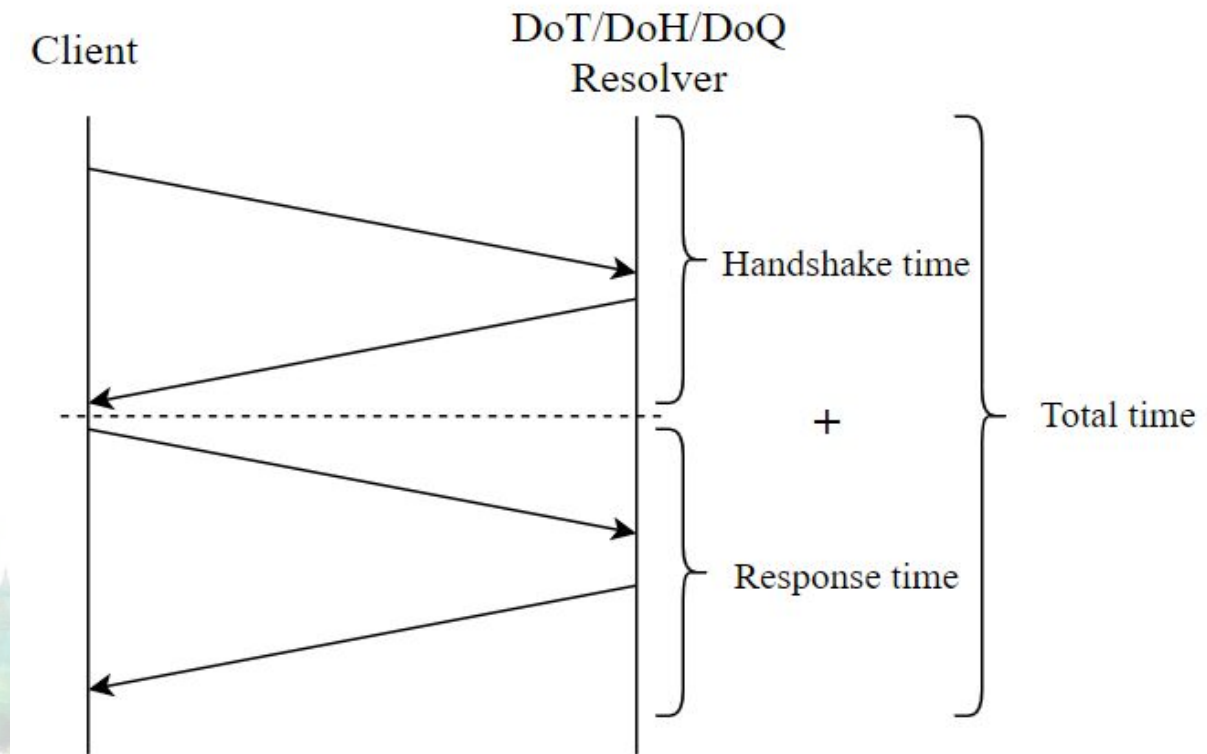 Client
DoT/DoH/DoQ
Resolver
Handshake time
+
Total time
Response time